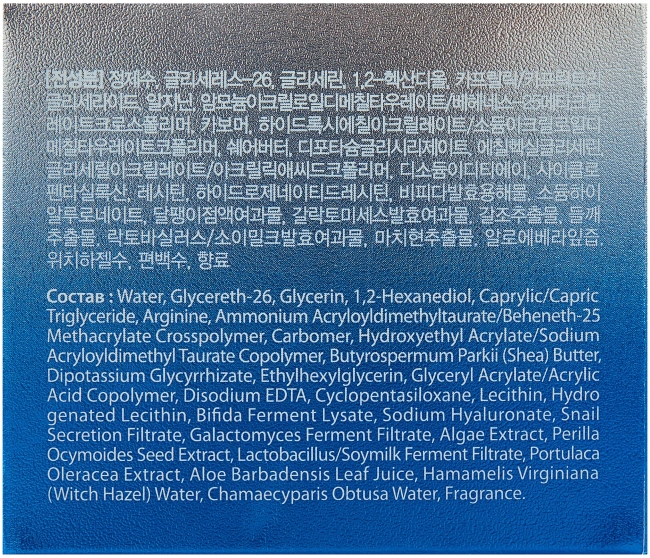 [전성분] 정제수, 글리세레스-26, 글리세린, 1,2-헥산디올, 카프릴릭/카프릭트리
글리세라이드, 알지닌, 암모늄아크릴로일디메칠타우레이트/베헤네스-25메타크릴
레이트크로스폴리머, 카보머, 하이드록시에칠아크릴레이트/소듐아크릴로일디
메칠타우레이트코폴리머, 쉐어버터, 디포타슘글리시리제이트, 에칠헥실글리세린
글리세릴아크릴레이트/아크릴릭애씨드코폴리머, 디소듐이디티에이, 사이클로
펜타실록산, 레시틴, 하이드로제네이티드레시틴, 비피다발효용해물, 소듐하이
알루로네이트, 달팽이점액여과물, 갈락토미세스발효여과물, 갈조추출물, 들깨
추출물, 락토바실러스/소이밀크발효여과물, 마치현추출물, 알로에베라잎즙,
위치하젤수, 편백수, 향료
Состав : Water, Glycereth-26, Glycerin, 1,2-Hexanediol, Caprylic/Capric
Triglyceride, Arginine, Ammonium Acryloyldimethyltaurate/Beheneth-25
Methacrylate Crosspolymer, Carbomer, Hydroxyethyl Acrylate/Sodium
Acryloyldimethyl Taurate Copolymer, Butyrospermum Parkii (Shea) Butter,
Dipotassium Glycyrrhizate, Ethylhexylglycerin, Glyceryl Acrylate/Acrylic
Acid Copolymer, Disodium EDTA, Cyclopentasiloxane, Lecithin, Hydro
genated Lecithin, Bifida Ferment Lysate, Sodium Hyaluronate, Snail
Secretion Filtrate, Galactomyces Ferment Filtrate, Algae Extract, Perilla
Ocymoides Seed Extract, Lactobacillus/Soymilk Ferment Filtrate, Portulaca
Oleracea Extract, Aloe Barbadensis Leaf Juice, Hamamelis Virginiana
(Witch Hazel) Water, Chamaecyparis Obtusa Water, Fragrance.